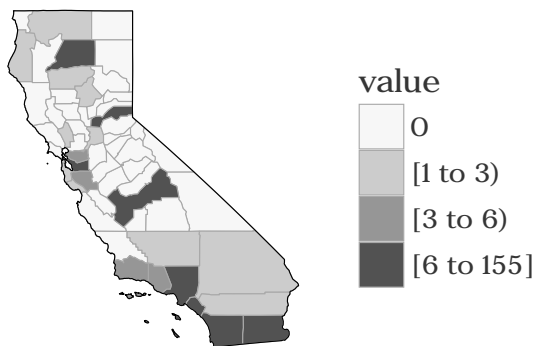 value
0
[1 to 3)
[3 to 6)
[6 to 155]